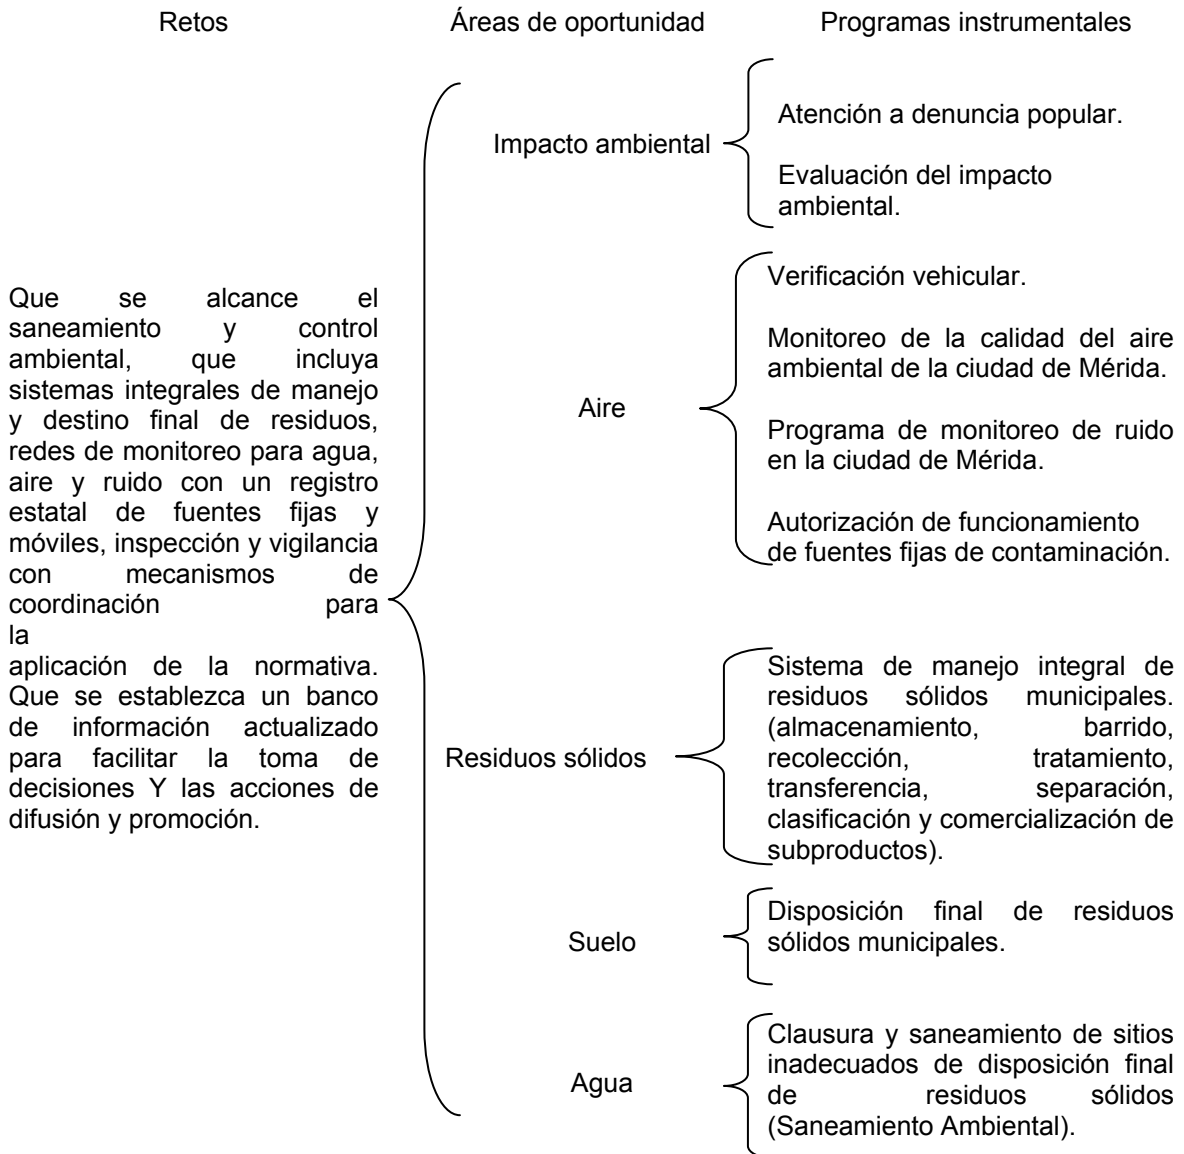 Retos
Áreas de oportunidad
Programas instrumentales
Que se alcance el
saneamiento y control
ambiental, que incluya
sistemas integrales de manejo
y destino final de residuos,
redes de monitoreo para agua,
aire y ruido con un registro
estatal de fuentes fijas y
móviles, inspección y vigilancia
con mecanismos de
coordinación para
la
aplicación de la normativa.
Que se establezca un banco
de información actualizado
para facilitar la toma de
decisiones Y las acciones de
difusión y promoción.
Impacto ambiental
Atención a denuncia popular.
Evaluación del impacto
ambiental.
Aire
Verificación vehicular.
Monitoreo de la calidad del aire
ambiental de la ciudad de Mérida.
Programa de monitoreo de ruido
en la ciudad de Mérida.
Autorización de funcionamiento
de fuentes fijas de contaminación.
Residuos sólidos
Sistema de manejo integral de
residuos sólidos municipales.
(almacenamiento, barrido,
recolección, tratamiento,
transferencia, separación,
clasificación y comercialización de
subproductos).
Suelo
Disposición final de residuos
sólidos municipales.
Agua
Clausura y saneamiento de sitios
inadecuados de disposición final
de residuos sólidos
(Saneamiento Ambiental).